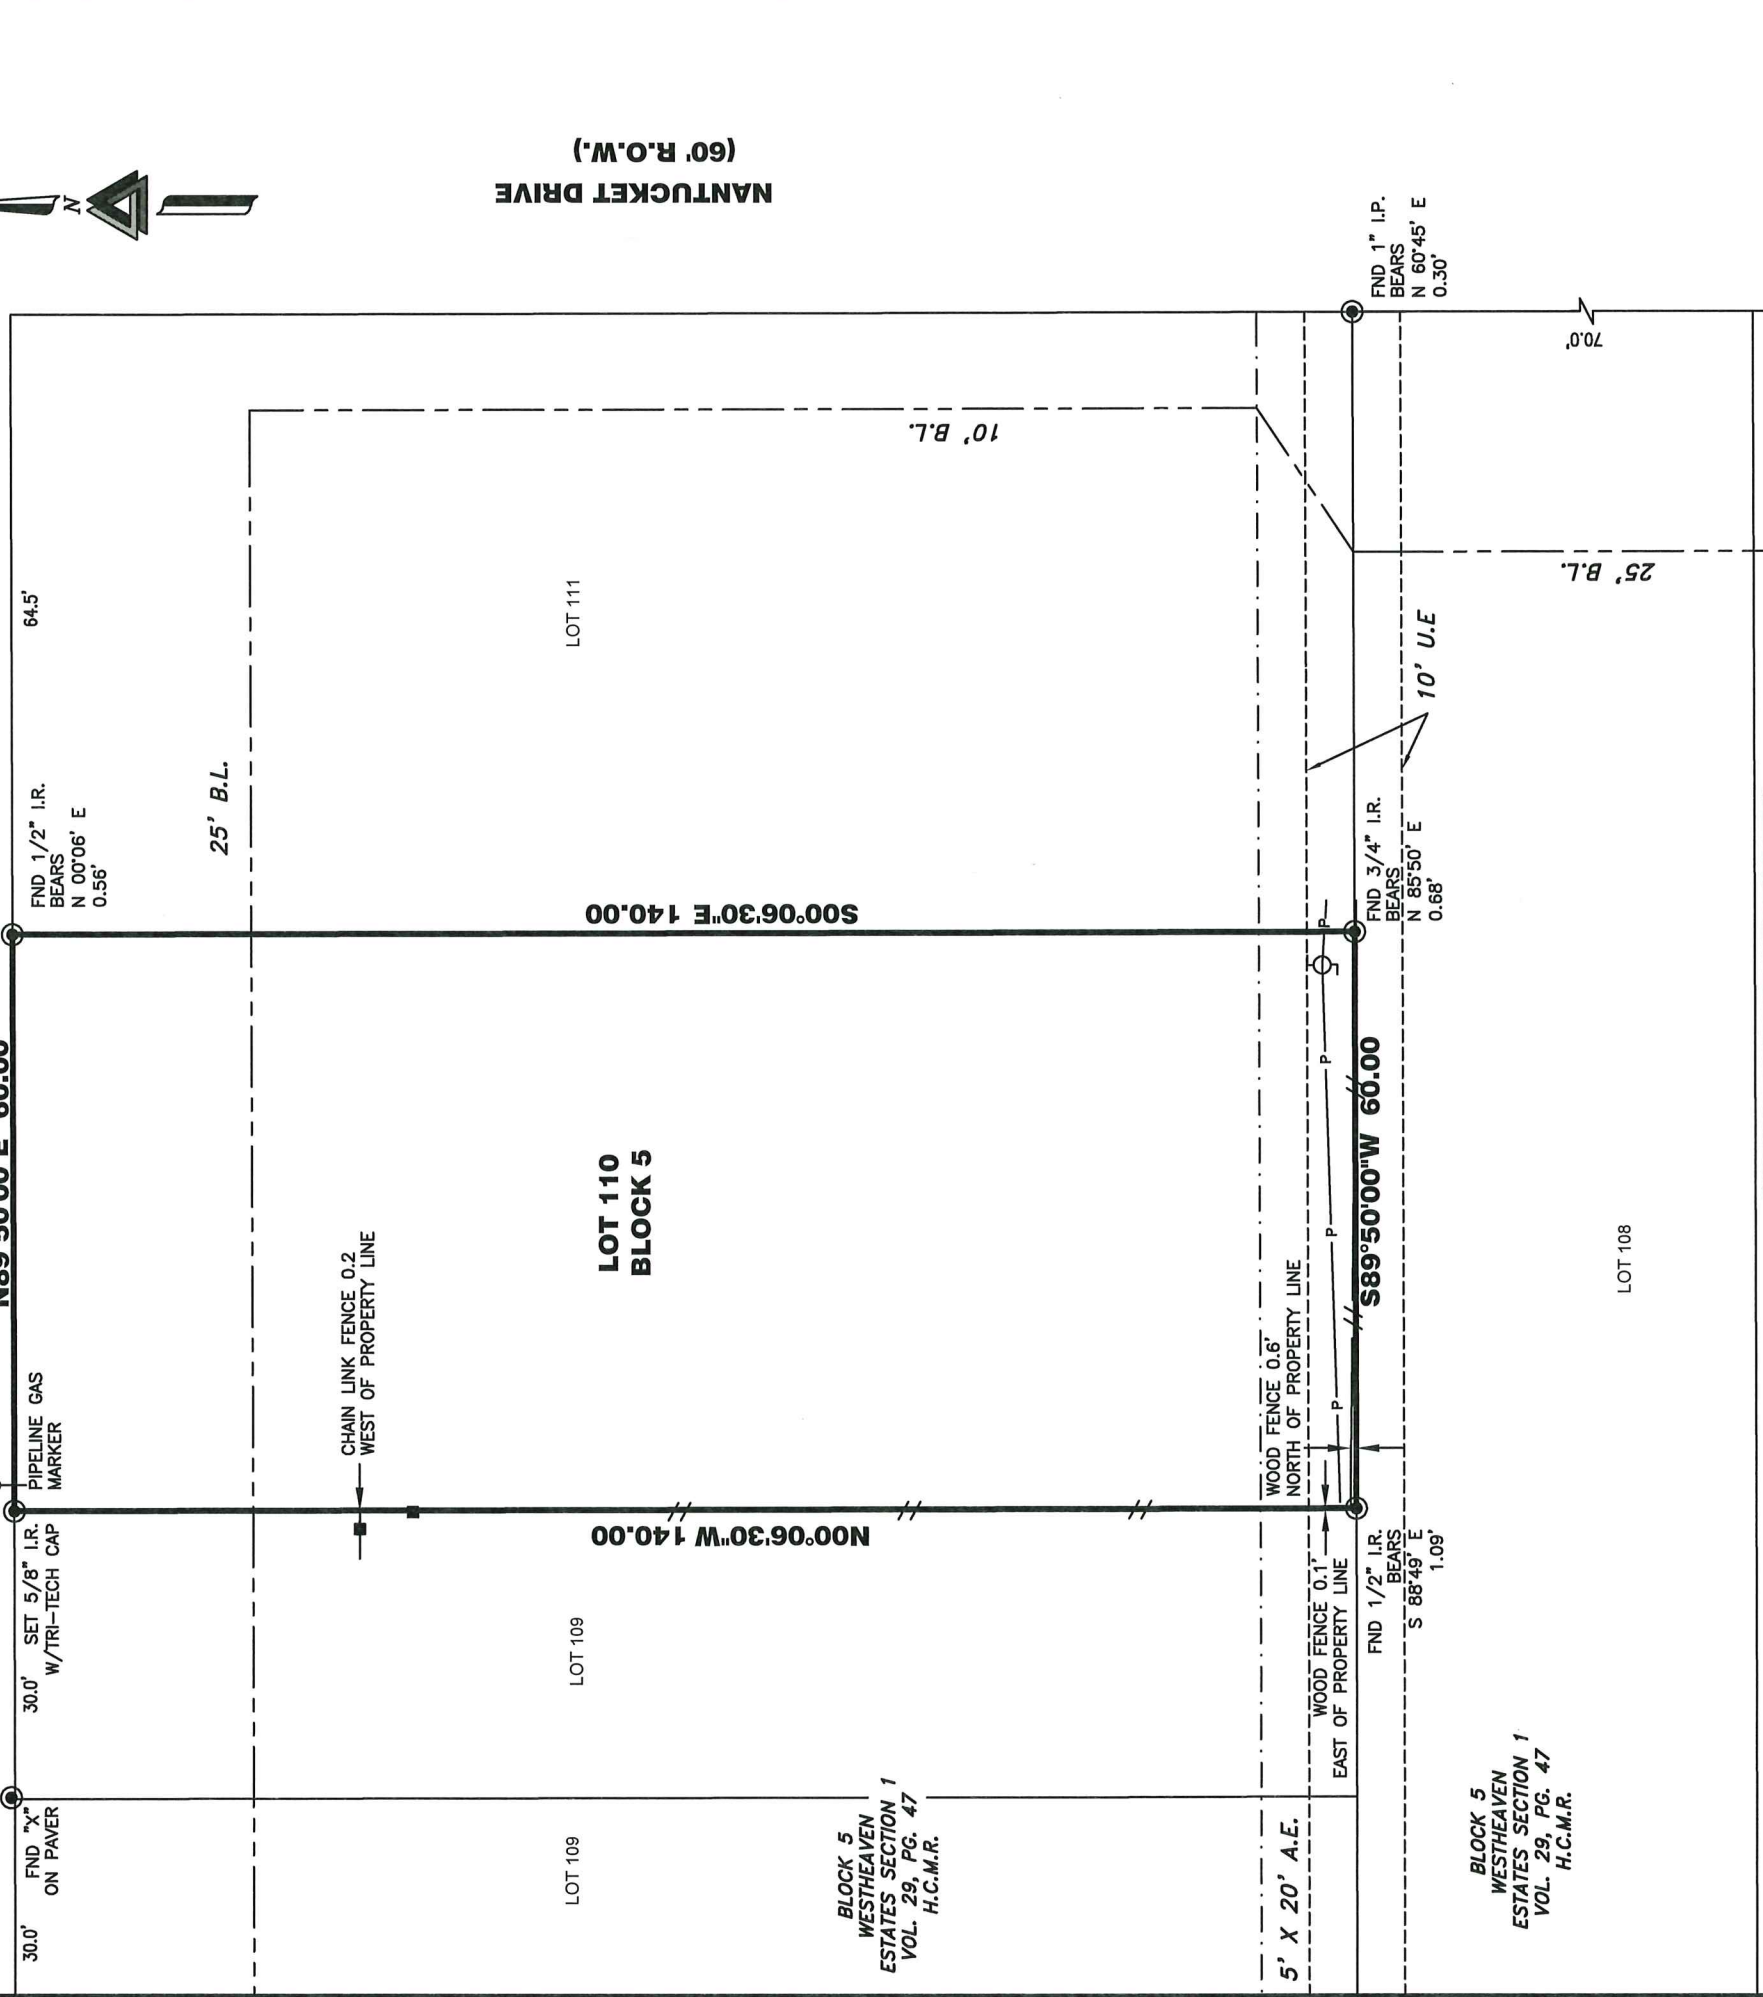 N
NANTUCKET DRIVE
(60' R.O.W.)
FND "X"
ON PAVER
30.0'
30.0'
SET 5/8" I.R.
W/TRI-TECH CAP
PIPELINE GAS
MARKER
FND 1/2" I.R.
BEARS
N 00°06' E
0.56'
64.5'
25' B.L.
CHAIN LINK FENCE 0.2
WEST OF PROPERTY LINE
LOT 109
LOT 109
LOT 110
BLOCK 5
LOT 111
N00°06'30"W 140.00
S00°06'30"E 140.00
10' B.L.
BLOCK 5
WESTHEAVEN
ESTATES SECTION 1
VOL. 29, PG. 47
H.C.M.R.
5' X 20' A.E.
WOOD FENCE 0.6'
NORTH OF PROPERTY LINE
WOOD FENCE 0.1'
EAST OF PROPERTY LINE
P
P
P
P
S89°50'00"W 60.00
FND 1/2" I.R.
BEARS
S 88°49' E
1.09'
FND 3/4" I.R.
BEARS
N 85°50' E
0.68'
FND 1" I.P.
BEARS
N 60°45' E
0.30'
10' U.E
25' B.L.
70.0'
LOT 108
BLOCK 5
WESTHEAVEN
ESTATES SECTION 1
VOL. 29, PG. 47
H.C.M.R.